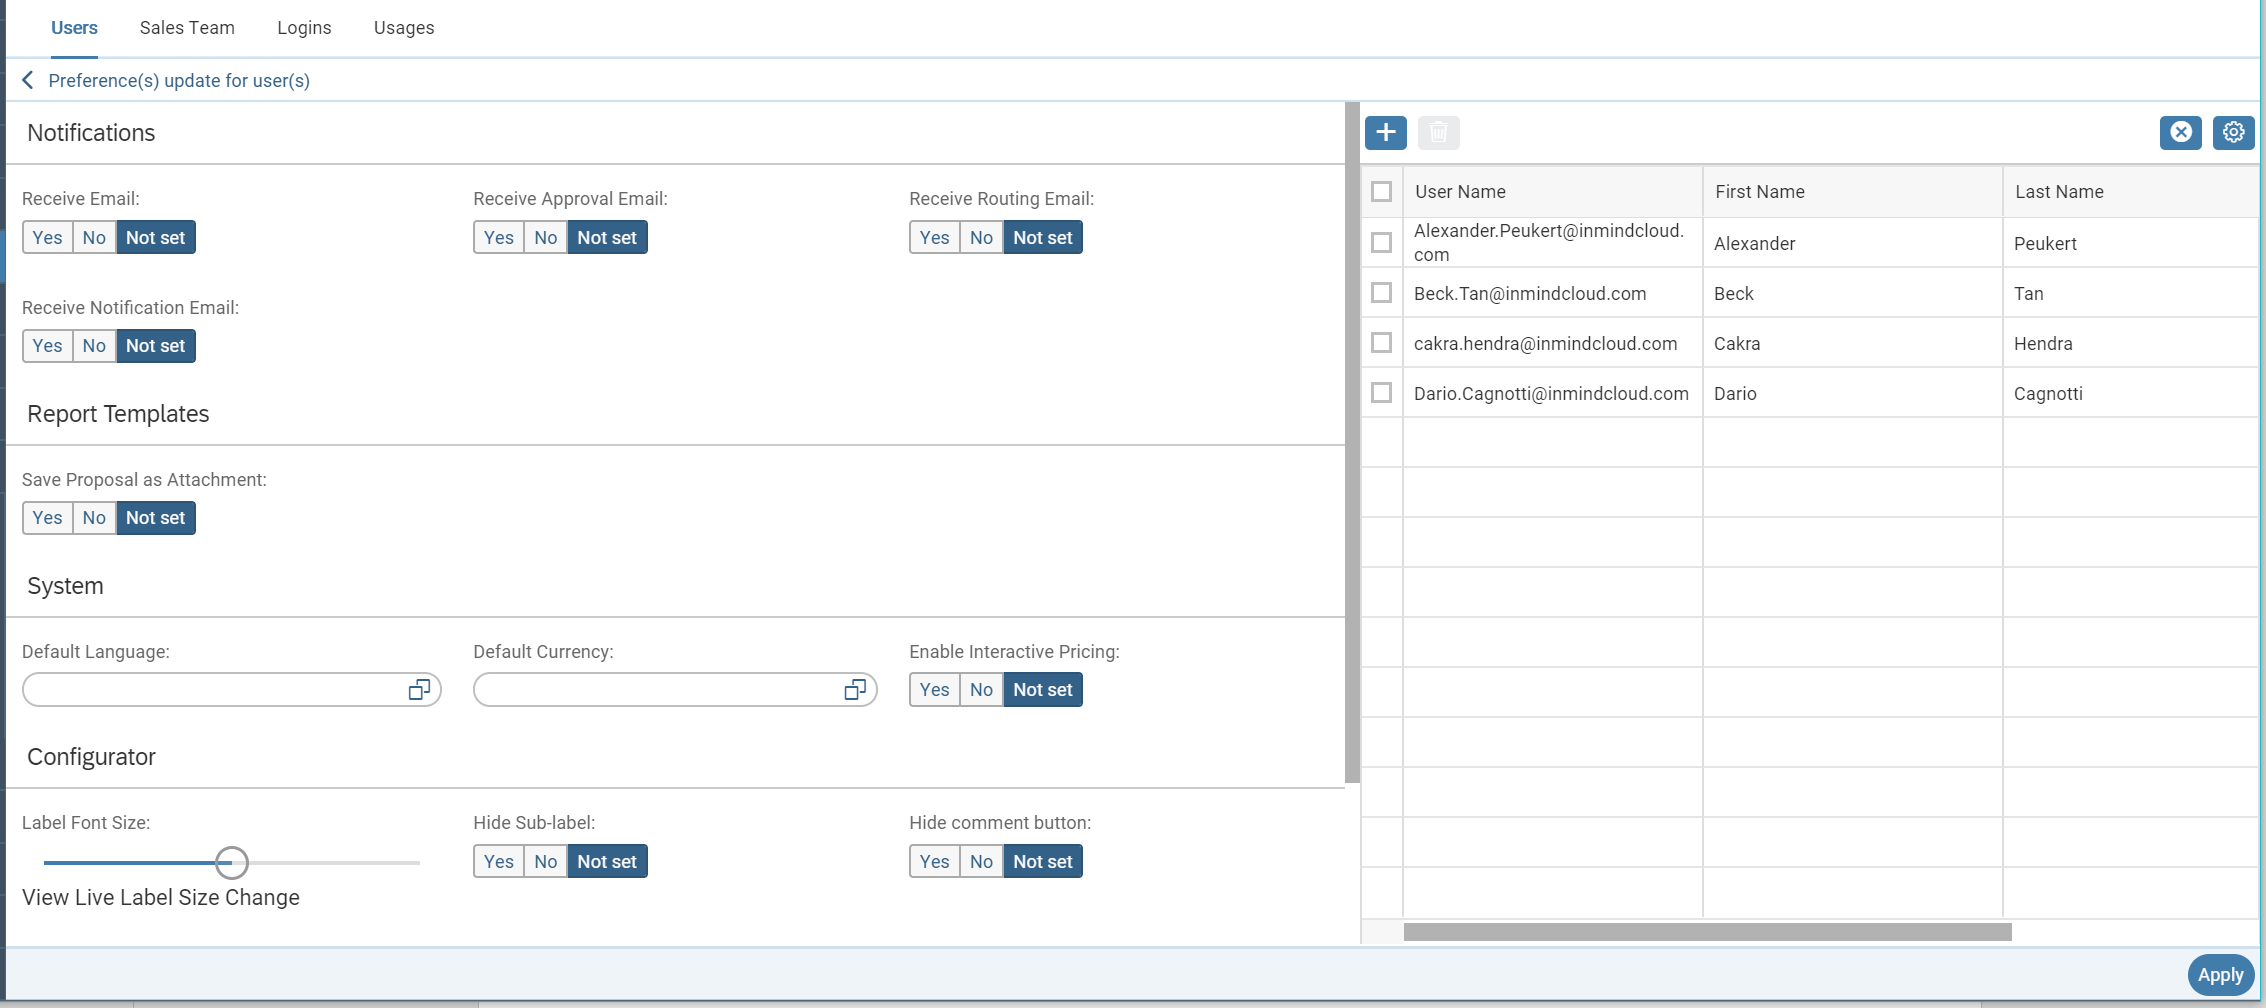 Users Sales Team Logins Usages
Preference(s) update for user(s)
Notifications
Receive Email: Receive Approval Email: Receive Routing Email:
Yes No Not set Yes No Not set Yes No Not set
Receive Notification Email:
Yes No Not set
Report Templates
Save Proposal as Attachment:
Yes No Not set
System
Default Language: Default Currency: Enable Interactive Pricing:
Yes No Not set
Configurator
Label Font Size: Hide Sub-label: Hide comment button:
Yes No Not set Yes No Not set
View Live Label Size Change
User Name First Name Last Name
Alexander.Peukert@inmindcloud.
com Alexander Peukert
Beck.Tan@inmindcloud.com Beck Tan
cakra.hendra@inmindcloud.com Cakra Hendra
Dario.Cagnotti@inmindcloud.com Dario Cagnotti
Apply